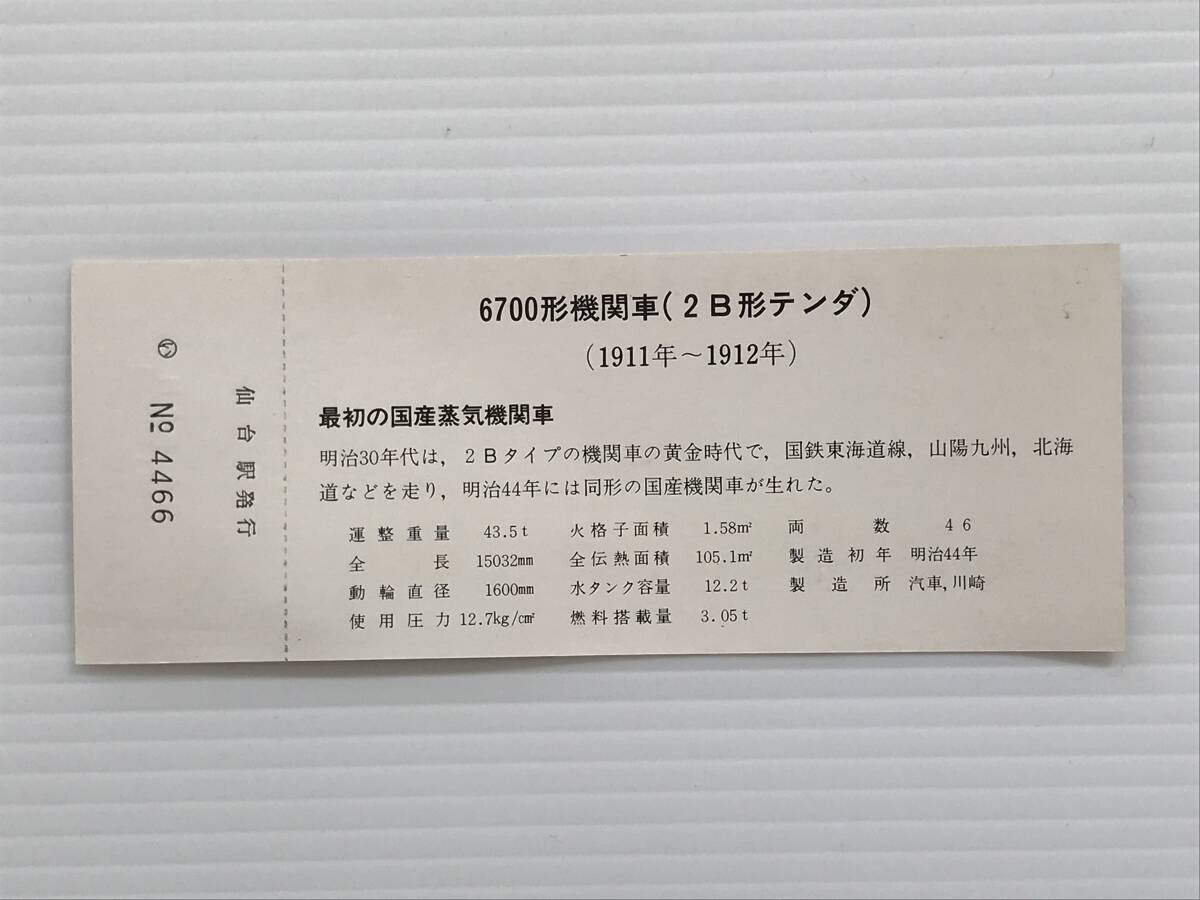 6700形機関車(2B形テンダ)
(1911年～1912年)
最初の国産蒸気機関車
明治30年代は，2Bタイプの機関車の黄金時代で，国鉄東海道線，山陽九州，北海
道などを走り，明治44年には同形の国産機関車が生れた。
運整重量 43.5t 火格子面積 1.58㎡ 両数 46
全長 15032㎜ 全伝熱面積 105.1㎡ 製造初年 明治44年
動輪直径 1600㎜ 水タンク容量 12.2t 製造所 汽車,川崎
使用圧力 12.7kg/c㎡ 燃料搭載量 3.05t
仙台駅発行
№ 4466